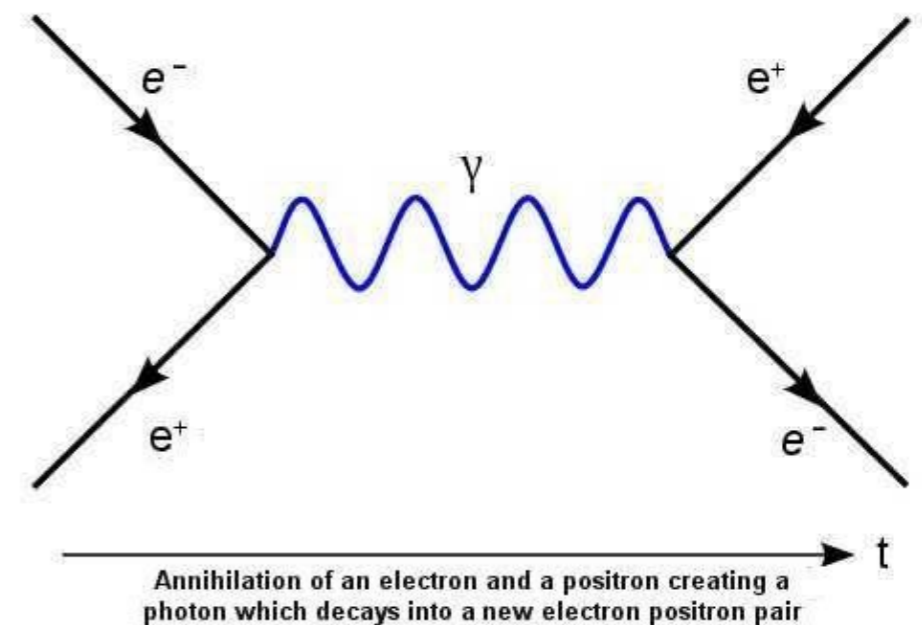 e⁻
e⁺
γ
e⁺
e⁻
t
Annihilation of an electron and a positron creating a
photon which decays into a new electron positron pair